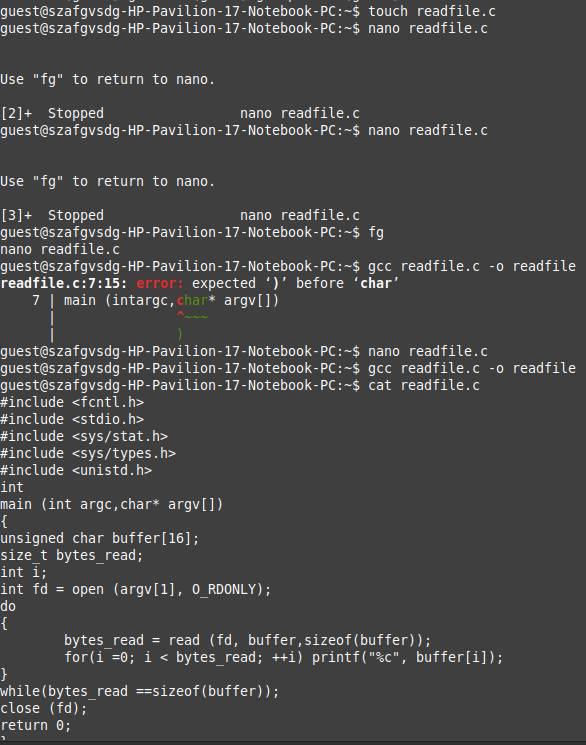 guest@szafgvsdg-HP-Pavilion-17-Notebook-PC:~$ touch readfile.c
guest@szafgvsdg-HP-Pavilion-17-Notebook-PC:~$ nano readfile.c
Use "fg" to return to nano.
[2]+  Stopped                 nano readfile.c
guest@szafgvsdg-HP-Pavilion-17-Notebook-PC:~$ nano readfile.c
Use "fg" to return to nano.
[3]+  Stopped                 nano readfile.c
guest@szafgvsdg-HP-Pavilion-17-Notebook-PC:~$ fg
nano readfile.c
guest@szafgvsdg-HP-Pavilion-17-Notebook-PC:~$ gcc readfile.c -o readfile
readfile.c:7:15: error: expected ‘)’ before ‘char’
    7 | main (intargc,char* argv[])
      |               ^~~~
      |               )
guest@szafgvsdg-HP-Pavilion-17-Notebook-PC:~$ nano readfile.c
guest@szafgvsdg-HP-Pavilion-17-Notebook-PC:~$ gcc readfile.c -o readfile
guest@szafgvsdg-HP-Pavilion-17-Notebook-PC:~$ cat readfile.c
#include <fcntl.h>
#include <stdio.h>
#include <sys/stat.h>
#include <sys/types.h>
#include <unistd.h>
int
main (int argc,char* argv[])
{
unsigned char buffer[16];
size_t bytes_read;
int i;
int fd = open (argv[1], O_RDONLY);
do
{
        bytes_read = read (fd, buffer,sizeof(buffer));
        for(i =0; i < bytes_read; ++i) printf("%c", buffer[i]);
}
while(bytes_read ==sizeof(buffer));
close (fd);
return 0;